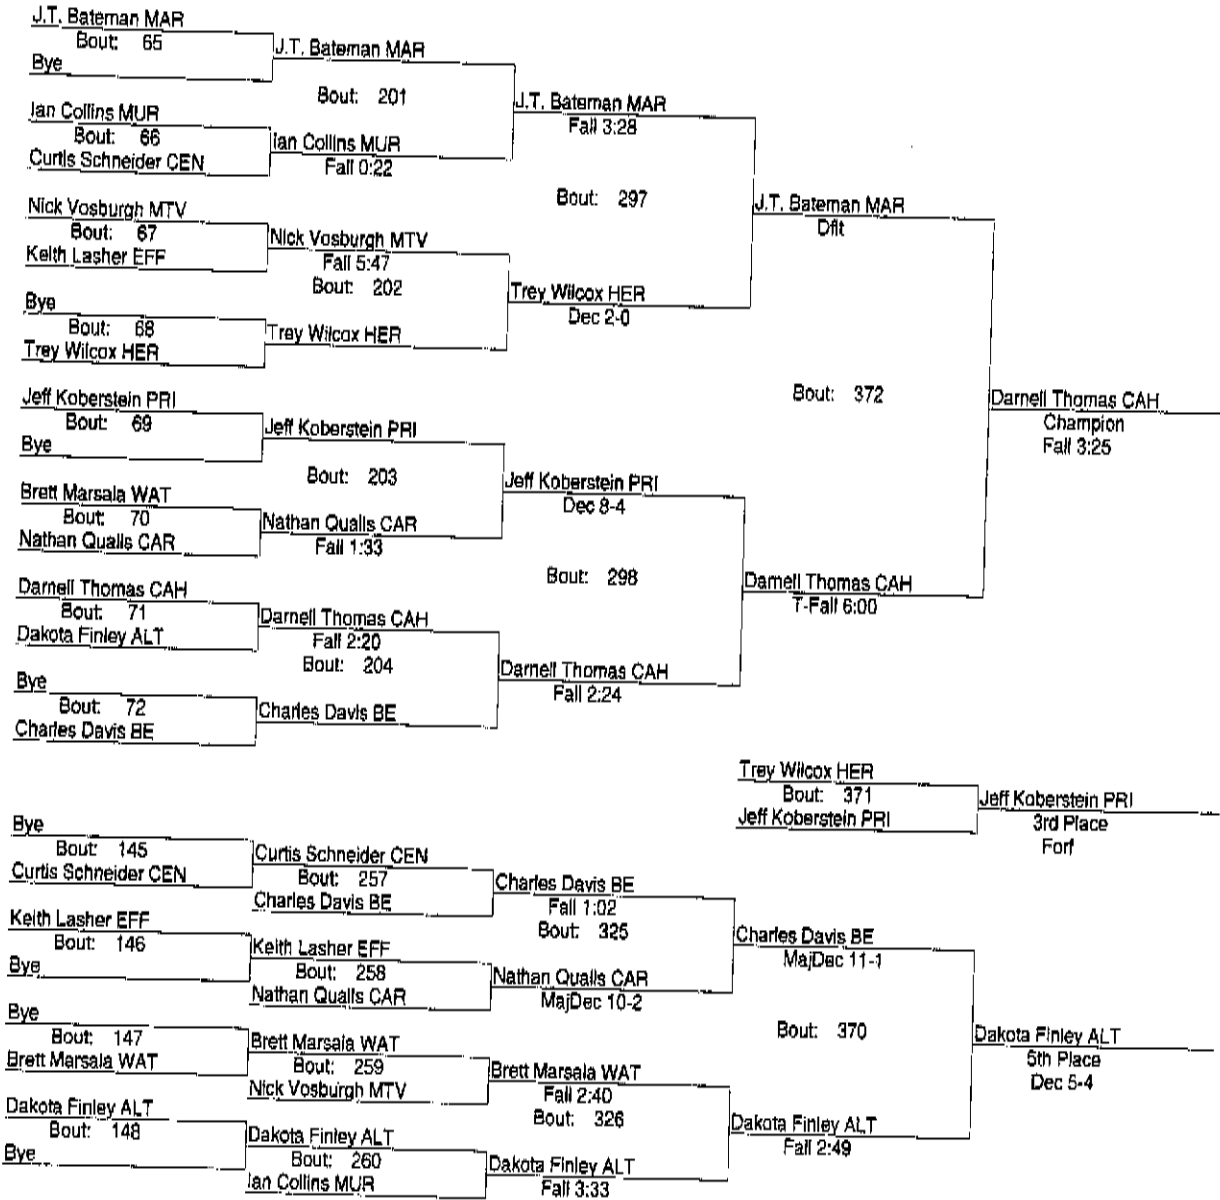 J.T. Bateman MAR
Bout: 65
Bye
J.T. Bateman MAR
Bout: 201
Ian Collins MUR
Bout: 66
Curtis Schneider CEN
Ian Collins MUR
Fall 0:22
J.T. Bateman MAR
Fall 3:28
Bout: 297
Nick Vosburgh MTV
Bout: 67
Keith Lasher EFF
Nick Vosburgh MTV
Fall 5:47
Bout: 202
Bye
Bout: 68
Trey Wilcox HER
Trey Wilcox HER
Trey Wilcox HER
Dec 2-0
J.T. Bateman MAR
Dflt
Bout: 372
Jeff Koberstein PRI
Bout: 69
Bye
Jeff Koberstein PRI
Bout: 203
Brett Marsala WAT
Bout: 70
Nathan Qualls CAR
Nathan Qualls CAR
Fall 1:33
Jeff Koberstein PRI
Dec 8-4
Bout: 298
Darnell Thomas CAH
Bout: 71
Dakota Finley ALT
Darnell Thomas CAH
Fall 2:20
Bout: 204
Bye
Bout: 72
Charles Davis BE
Charles Davis BE
Darnell Thomas CAH
Fall 2:24
Darnell Thomas CAH
T-Fall 6:00
Darnell Thomas CAH
Champion
Fall 3:25
Trey Wilcox HER
Bout: 371
Jeff Koberstein PRI
Jeff Koberstein PRI
3rd Place
Forf
Bye
Bout: 145
Curtis Schneider CEN
Curtis Schneider CEN
Bout: 257
Charles Davis BE
Charles Davis BE
Fall 1:02
Bout: 325
Keith Lasher EFF
Bout: 146
Bye
Keith Lasher EFF
Bout: 258
Nathan Qualls CAR
Nathan Qualls CAR
MajDec 10-2
Charles Davis BE
MajDec 11-1
Bout: 370
Bye
Bout: 147
Brett Marsala WAT
Brett Marsala WAT
Bout: 259
Nick Vosburgh MTV
Brett Marsala WAT
Fall 2:40
Bout: 326
Dakota Finley ALT
Bout: 148
Bye
Dakota Finley ALT
Bout: 260
Ian Collins MUR
Dakota Finley ALT
Fall 3:33
Dakota Finley ALT
Fall 2:49
Dakota Finley ALT
5th Place
Dec 5-4